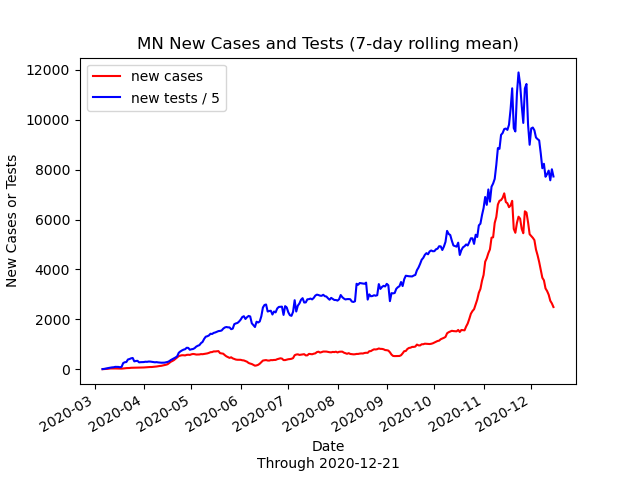 MN New Cases and Tests (7-day rolling mean)
new cases
new tests / 5
12000
10000
8000
6000
4000
2000
0
New Cases or Tests
2020-03
2020-04
2020-05
2020-06
2020-07
2020-08
2020-09
2020-10
2020-11
2020-12
Date
Through 2020-12-21